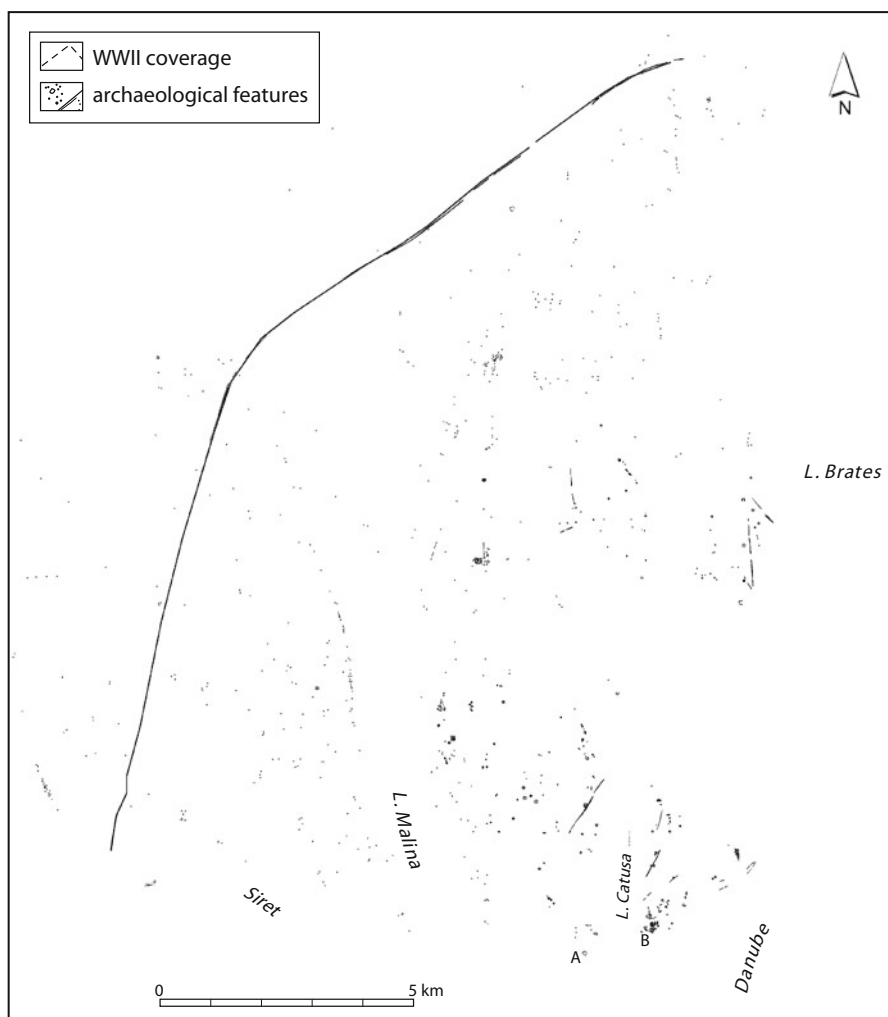 WWII coverage
archaeological features
N
L. Brates
L. Malina
L. Catusa
Siret
A
B
Danube
0
5 km